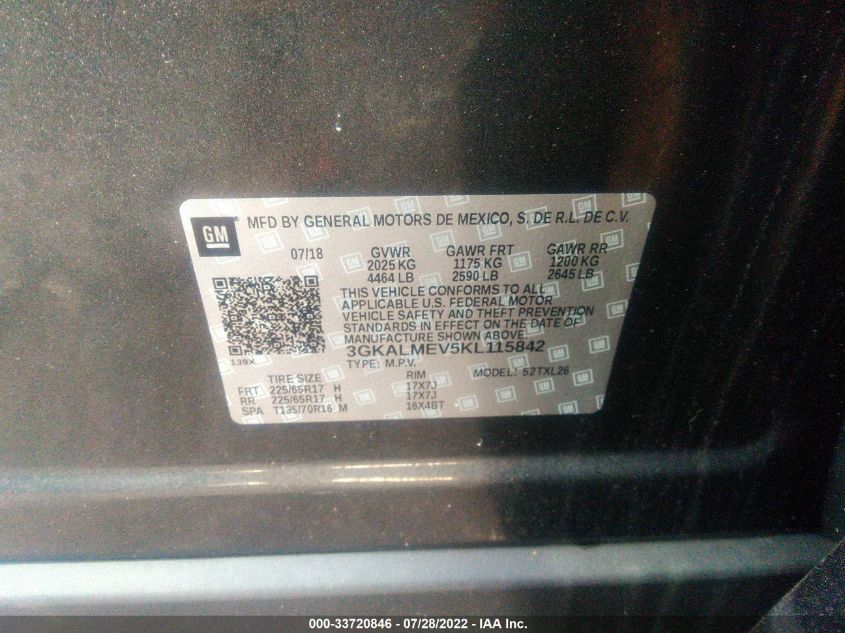 GM
MFD BY GENERAL MOTORS DE MEXICO, S. DE R.L. DE C.V.
07/18 GVWR GAWR FRT GAWR RR
2025 KG 1175 KG 1200 KG
4464 LB 2590 LB 2645 LB
THIS VEHICLE CONFORMS TO ALL
APPLICABLE U.S. FEDERAL MOTOR
VEHICLE SAFETY AND THEFT PREVENTION
STANDARDS IN EFFECT ON THE DATE OF
MANUFACTURE SHOWN ABOVE.
139X 3GKALMEV5KL115842
TYPE: M.P.V. MODEL: 52TXL26
TIRE SIZE RIM
FRT 225/65R17 H 17X7J
RR 225/65R17 H 17X7J
SPA T135/70R16 M 16X4BT
000-33720846 - 07/28/2022 - IAA Inc.